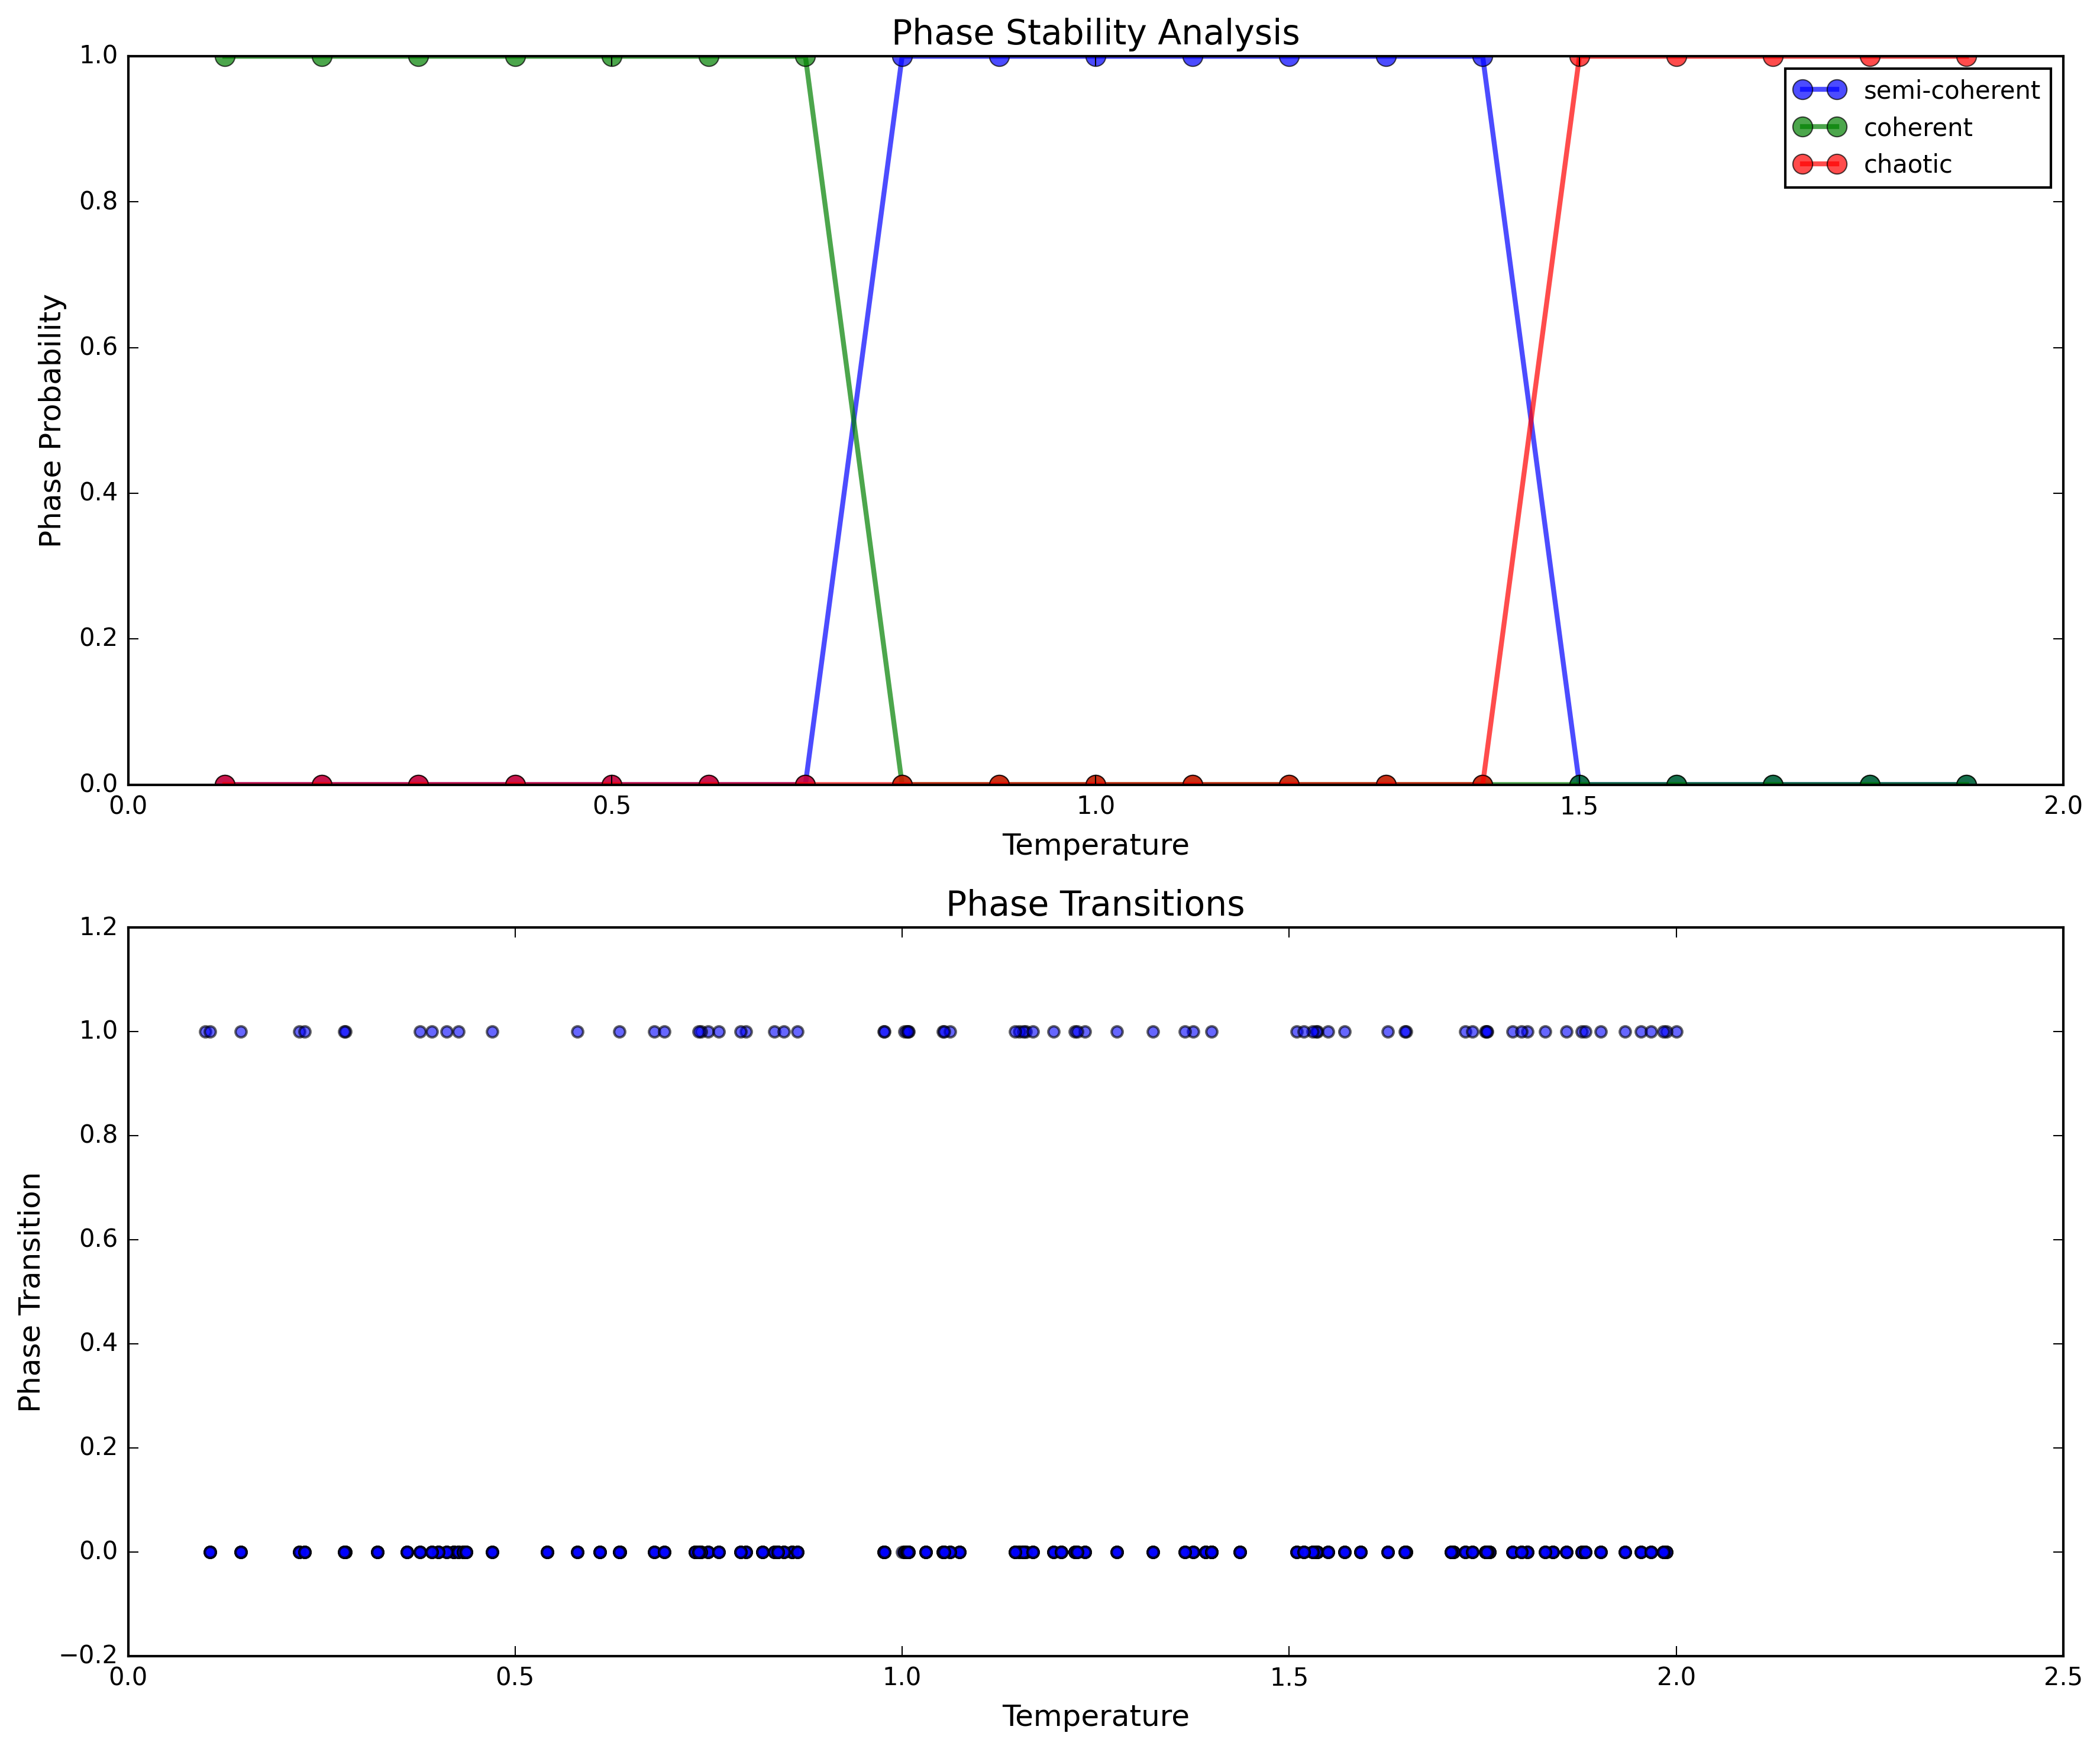 Phase Stability Analysis
1.0
0.8
0.6
0.4
0.2
0.0
Phase Probability
semi-coherent
coherent
chaotic
0.0 0.5 1.0 1.5 2.0
Temperature
Phase Transitions
1.2
1.0
0.8
0.6
0.4
0.2
0.0
−0.2
Phase Transition
0.0 0.5 1.0 1.5 2.0 2.5
Temperature